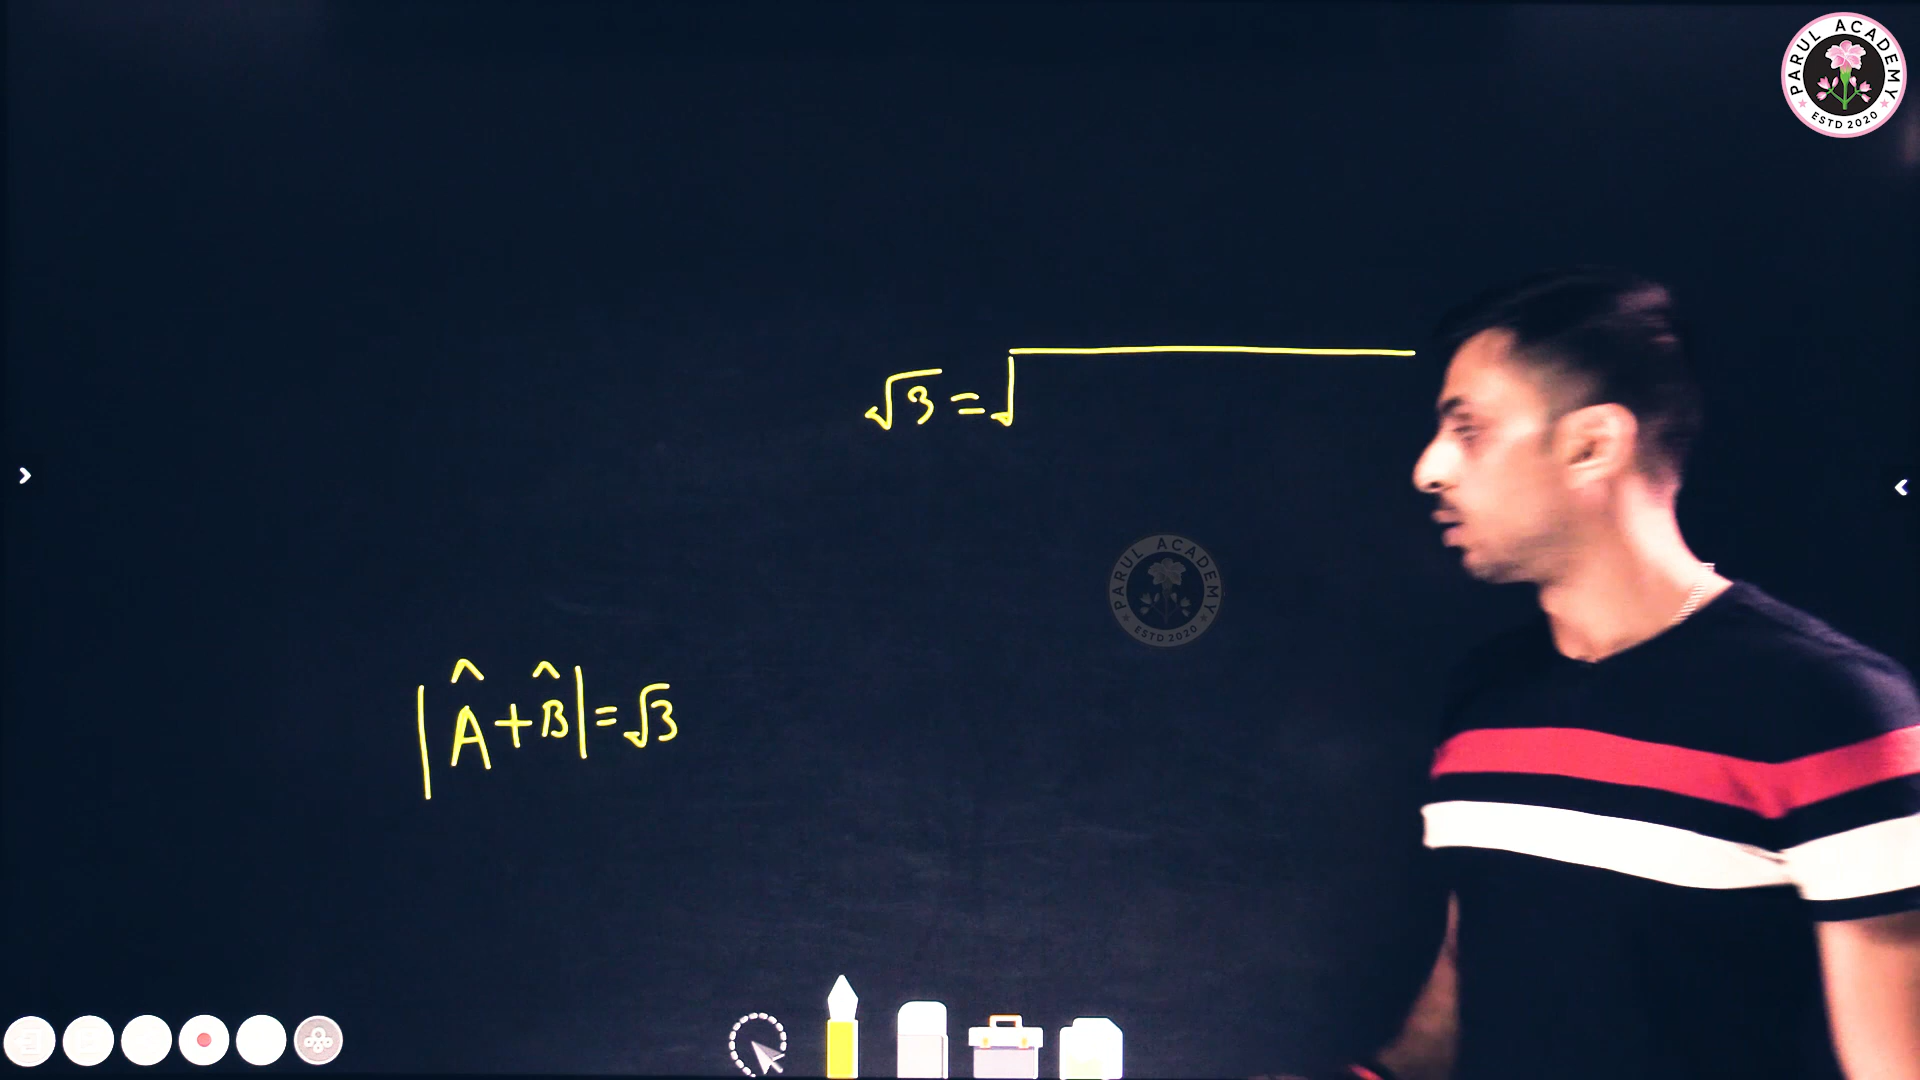 PARUL ACADEMY
ESTD 2020
√3 = √
PARUL ACADEMY
ESTD 2020
|Â + B̂| = √3